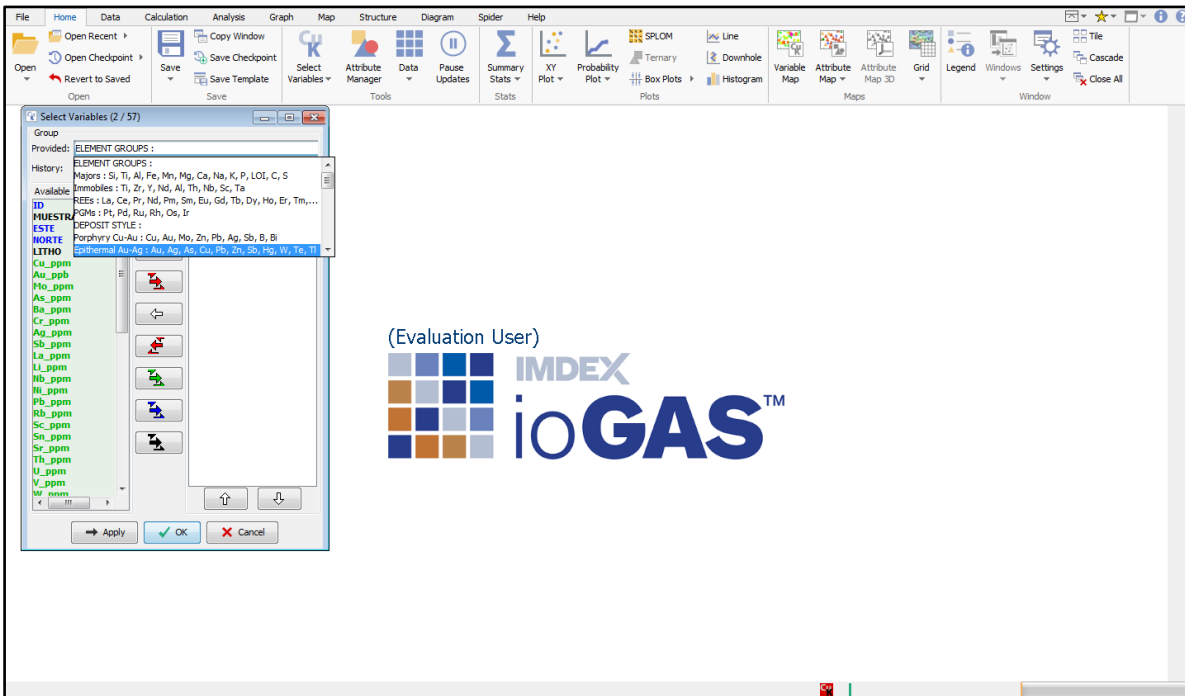 File Home Data Calculation Analysis Graph Map Structure Diagram Spider Help
Open
Open Recent
Open Checkpoint
Revert to Saved
Open
Save
Copy Window
Save Checkpoint
Save Template
Save
Select Variables
Attribute Manager
Data
Pause Updates
Tools
Summary Stats
Stats
XY Plot
Probability Plot
SPLOM
Ternary
Box Plots
Line
Downhole
Histogram
Plots
Variable Map
Attribute Map
Attribute Map 3D
Grid
Maps
Legend
Windows
Settings
Tile
Cascade
Close All
Window
Select Variables (2 / 57)
Group
Provided: ELEMENT GROUPS :
History:
ELEMENT GROUPS :
Majors : Si, Ti, Al, Fe, Mn, Mg, Ca, Na, K, P, LOI, C, S
Immobiles : Ti, Zr, Y, Nd, Al, Th, Nb, Sc, Ta
REEs : La, Ce, Pr, Nd, Pm, Sm, Eu, Gd, Tb, Dy, Ho, Er, Tm,...
PGMs : Pt, Pd, Ru, Rh, Os, Ir
DEPOSIT STYLE :
Porphyry Cu-Au : Cu, Au, Mo, Zn, Pb, Ag, Sb, B, Bi
Epithermal Au-Ag : Au, Ag, As, Cu, Pb, Zn, Sb, Hg, W, Te, Tl
Available
ID
MUESTR
ESTE
NORTE
LITHO
Cu_ppm
Au_ppb
Mo_ppm
As_ppm
Ba_ppm
Cr_ppm
Ag_ppm
Sb_ppm
La_ppm
Li_ppm
Nb_ppm
Ni_ppm
Pb_ppm
Rb_ppm
Sc_ppm
Sn_ppm
Sr_ppm
Th_ppm
U_ppm
V_ppm
W_ppm
Apply OK Cancel
(Evaluation User)
IMDEX
ioGAS™